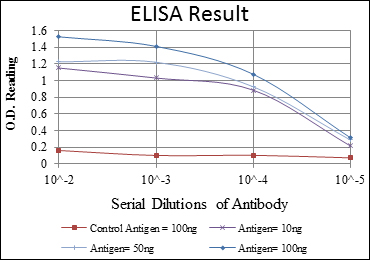 ELISA Result
O.D. Reading
1.6
1.4
1.2
1
0.8
0.6
0.4
0.2
0
10^-2 10^-3 10^-4 10^-5
Serial Dilutions of Antibody
Control Antigen = 100ng Antigen= 10ng
Antigen= 50ng Antigen= 100ng